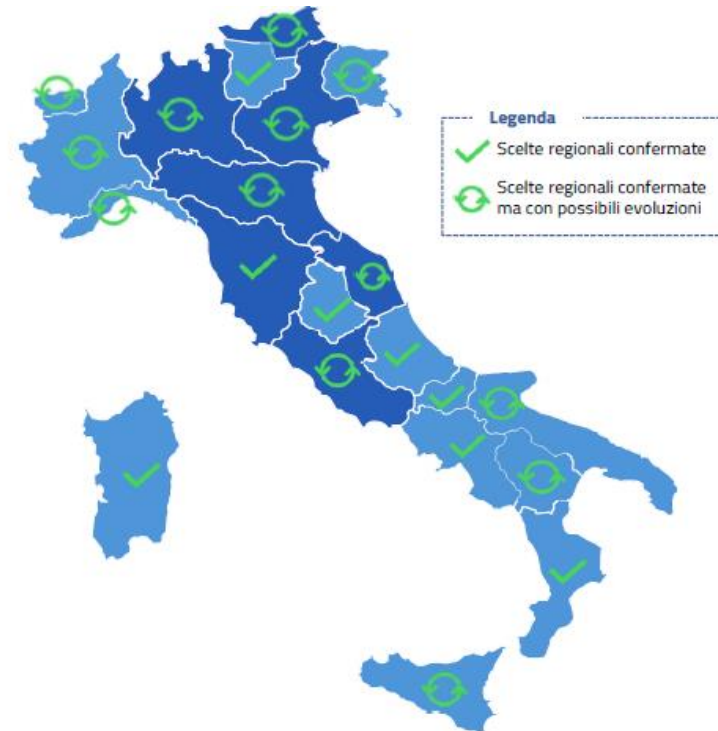 Legenda
Scelte regionali confermate
Scelte regionali confermate
ma con possibili evoluzioni